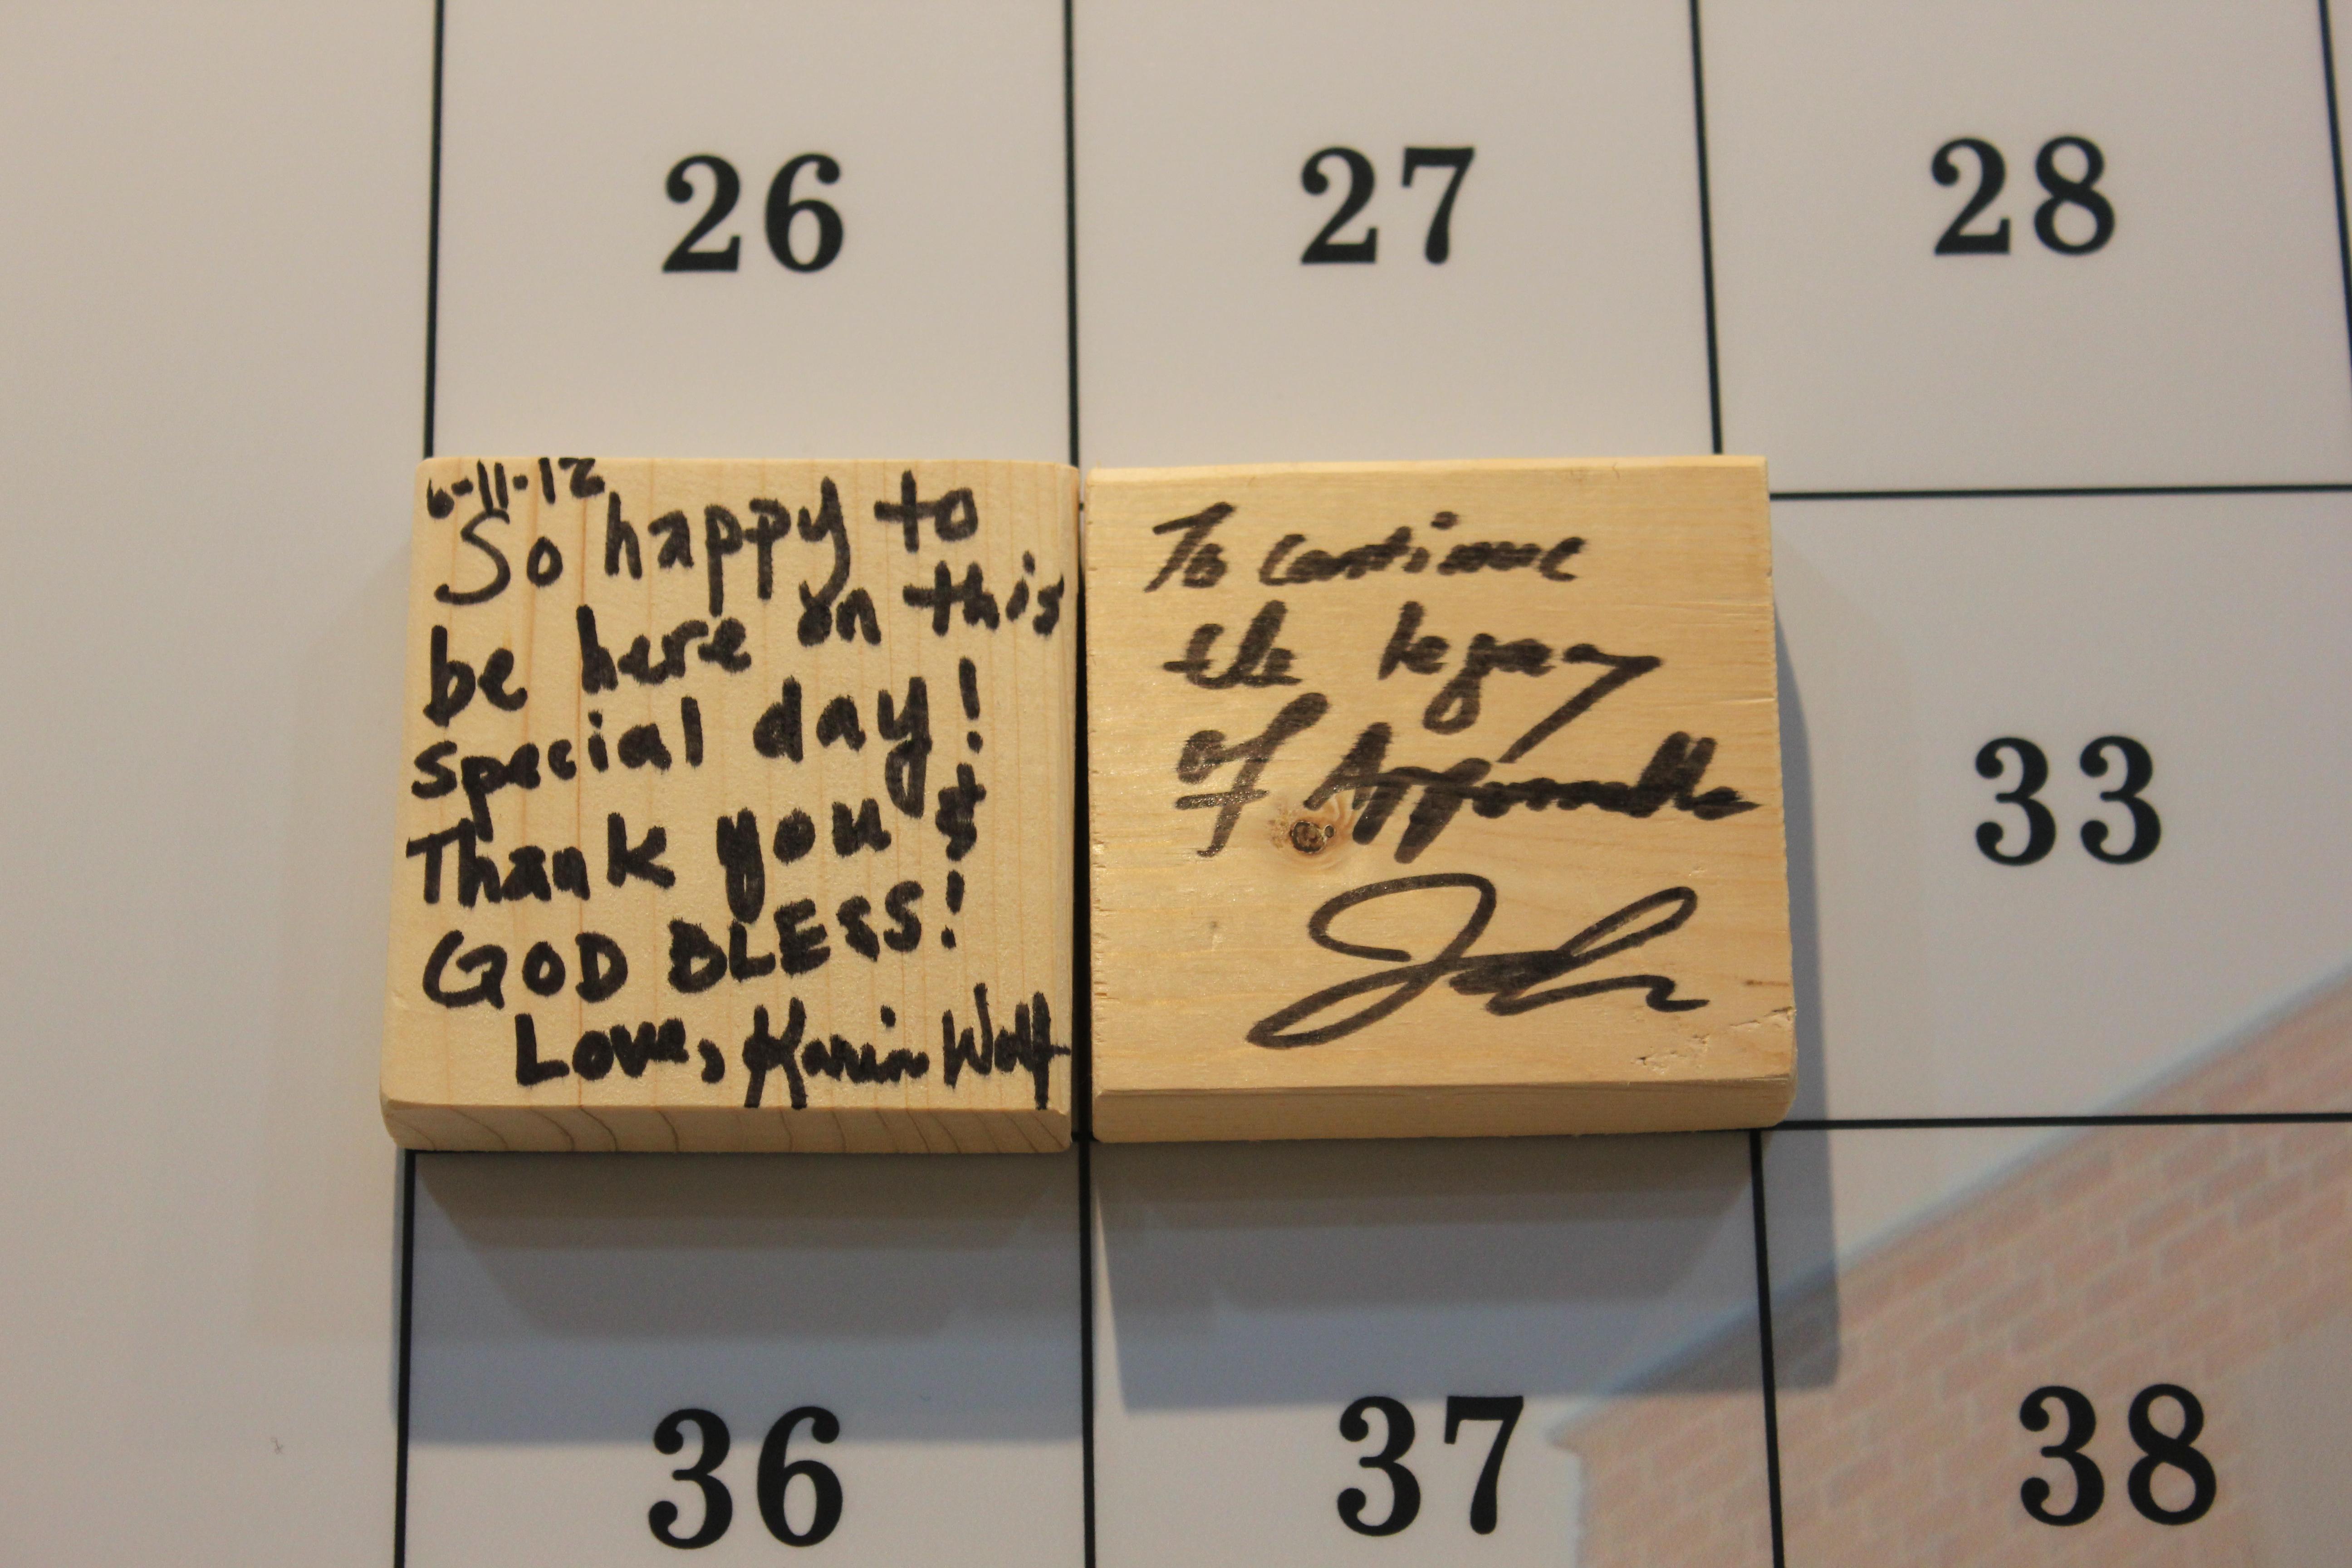 26 27 28
6-11-12
So happy to
be here on this
special day!
Thank you &
GOD BLESS!
Love, Karin Wolf
To continue
the legacy
of
John
33
36 37 38